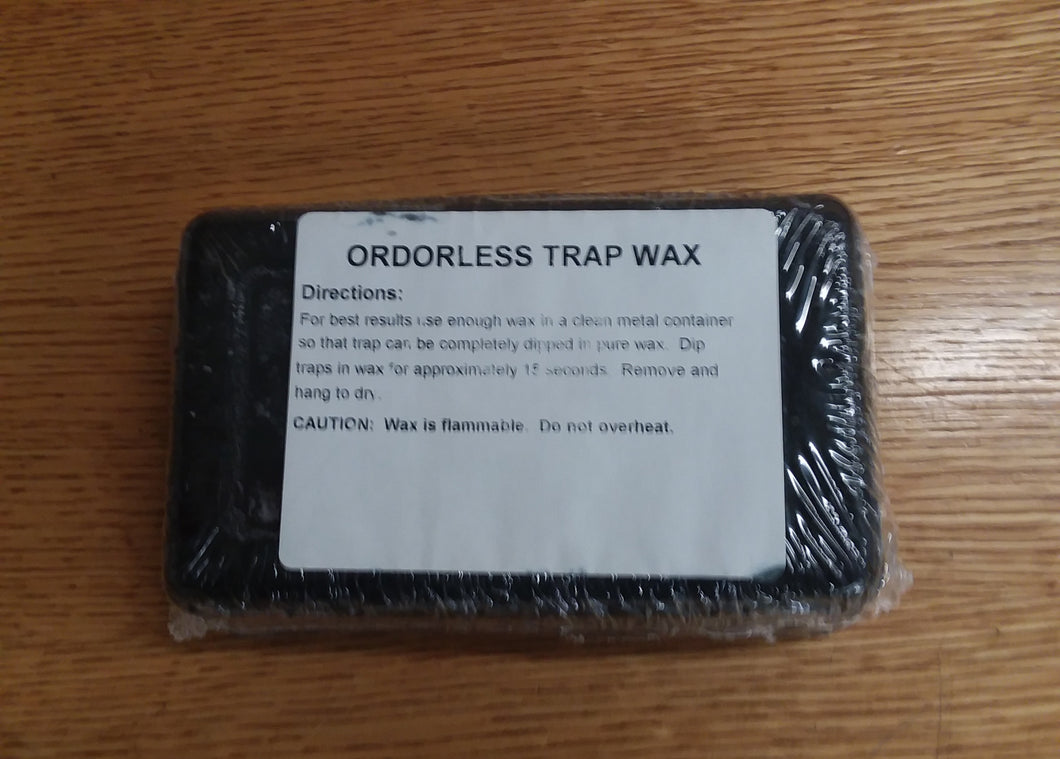 ORDORLESS TRAP WAX
Directions:
For best results use enough wax in a clean metal container
so that trap can be completely dipped in pure wax. Dip
traps in wax for approximately 15 seconds. Remove and
hang to dry.
CAUTION: Wax is flammable. Do not overheat.